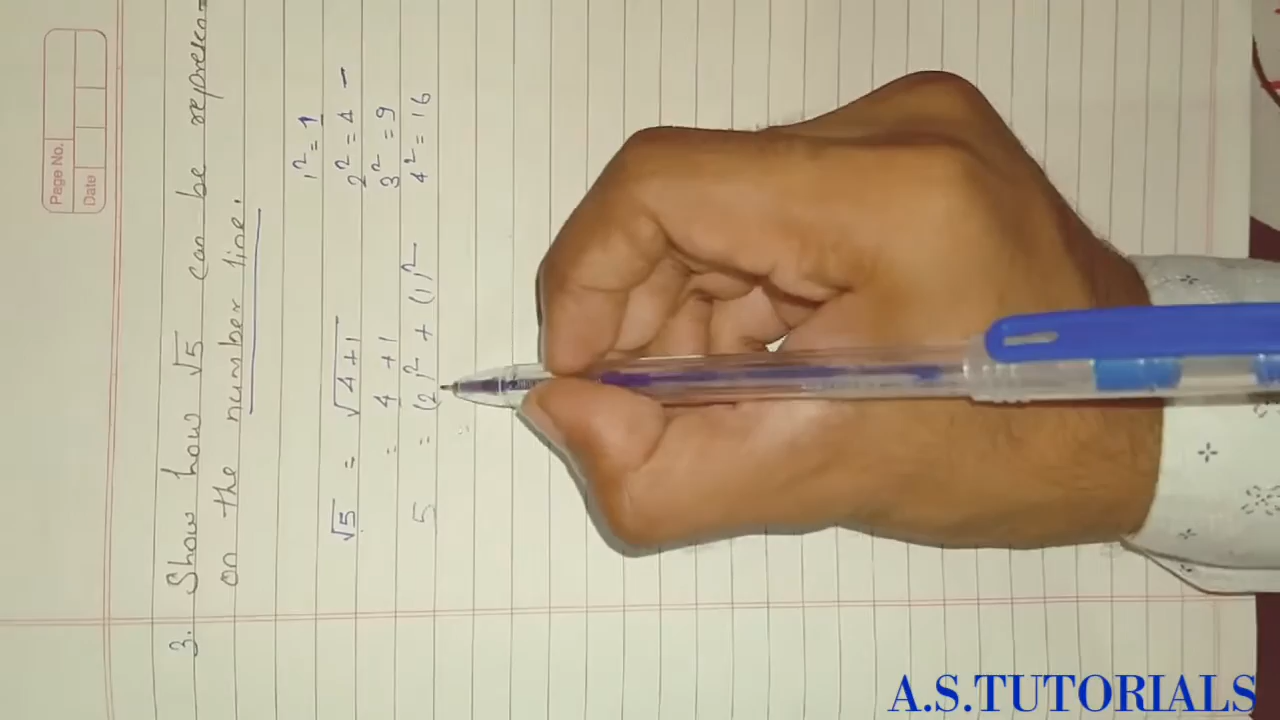 Page No.
Date
3. Show how √5 can be represen-
on the number line.
1² = 1
√5 = √4+1 2² = 4 -
= 4 + 1 3² = 9
5 = (2)² + (1)² 4² = 16
=
A.S.TUTORIALS